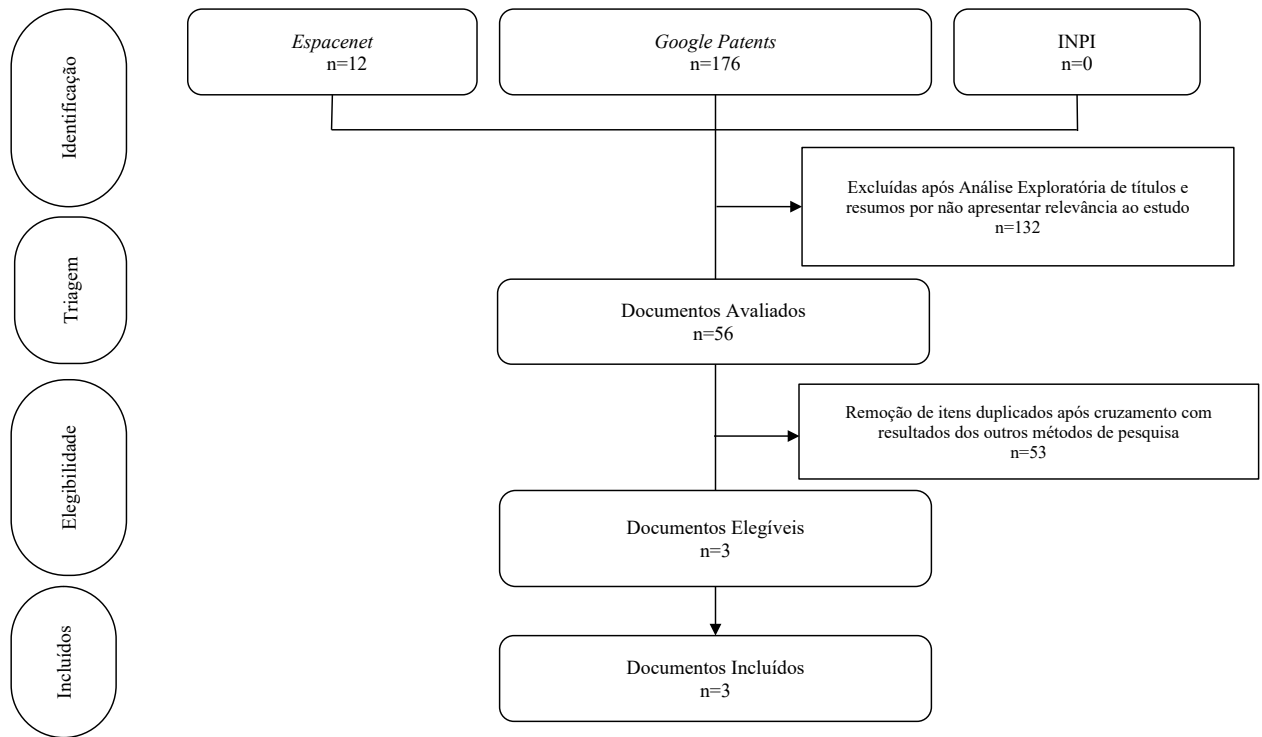 Identificação
Espacenet
n=12
Google Patents
n=176
INPI
n=0
Excluídas após Análise Exploratória de títulos e
resumos por não apresentar relevância ao estudo
n=132
Triagem
Documentos Avaliados
n=56
Elegibilidade
Remoção de itens duplicados após cruzamento com
resultados dos outros métodos de pesquisa
n=53
Documentos Elegíveis
n=3
Incluídos
Documentos Incluídos
n=3